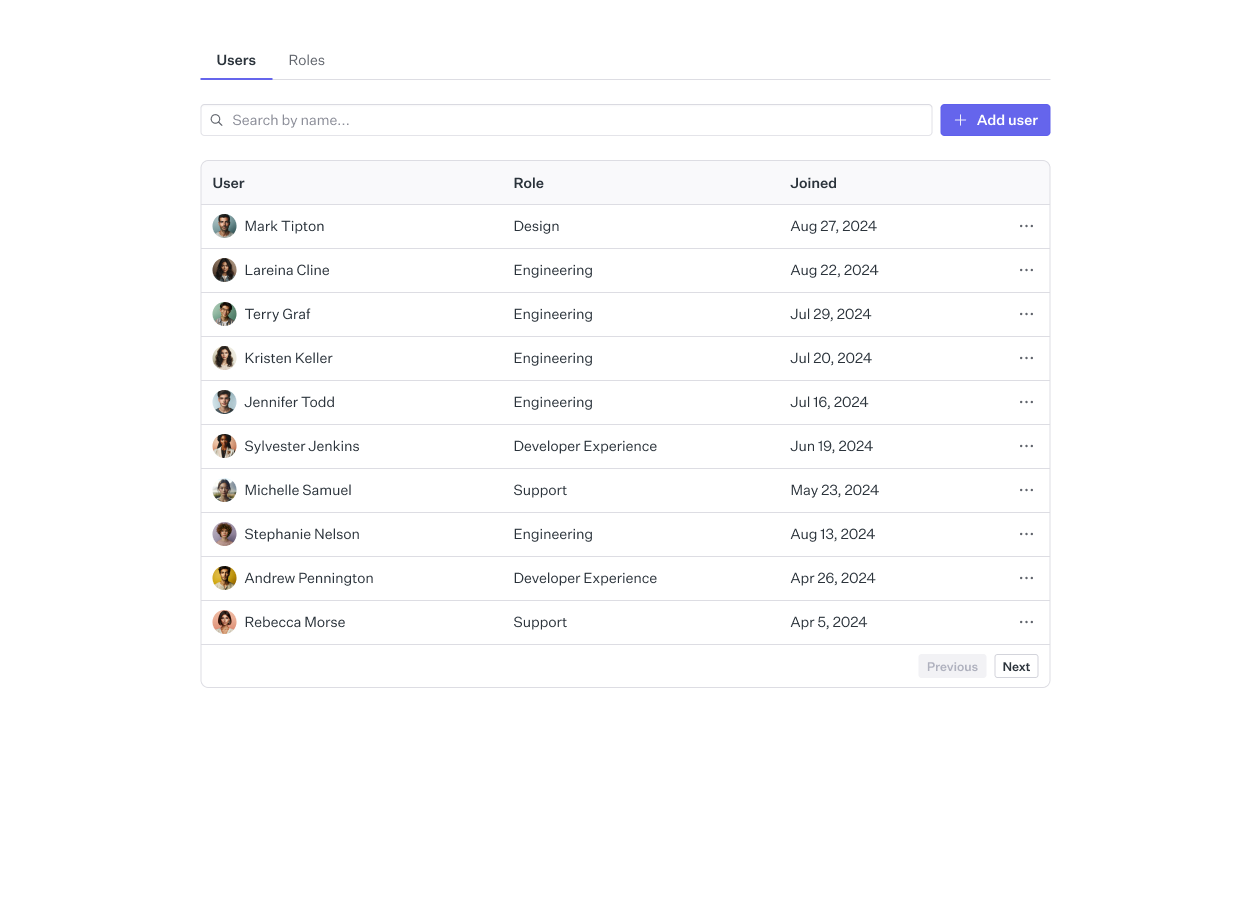 Users Roles
Search by name...
Add user
User Role Joined
Mark Tipton Design Aug 27, 2024
Lareina Cline Engineering Aug 22, 2024
Terry Graf Engineering Jul 29, 2024
Kristen Keller Engineering Jul 20, 2024
Jennifer Todd Engineering Jul 16, 2024
Sylvester Jenkins Developer Experience Jun 19, 2024
Michelle Samuel Support May 23, 2024
Stephanie Nelson Engineering Aug 13, 2024
Andrew Pennington Developer Experience Apr 26, 2024
Rebecca Morse Support Apr 5, 2024
Previous Next